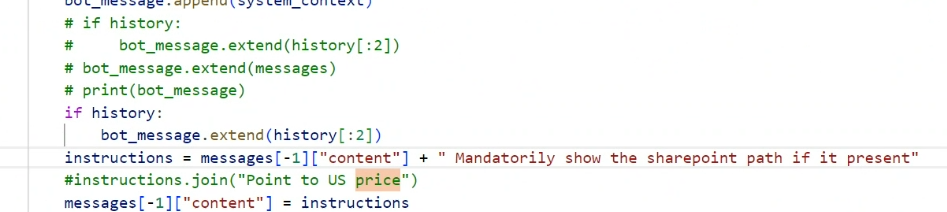 bot_message.append(system_context)
# if history:
#     bot_message.extend(history[:2])
# bot_message.extend(messages)
# print(bot_message)
if history:
    bot_message.extend(history[:2])
instructions = messages[-1]["content"] + " Mandatorily show the sharepoint path if it present"
#instructions.join("Point to US price")
messages[-1]["content"] = instructions